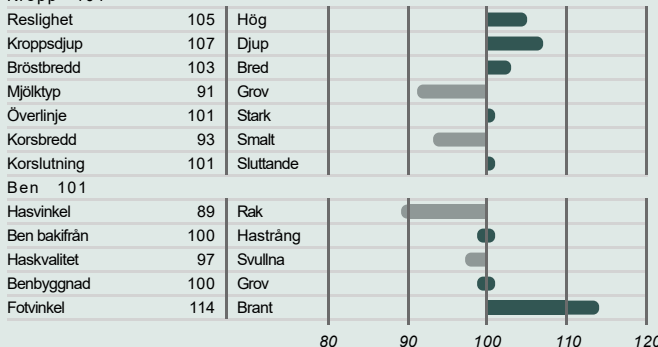 Reslighet 105 Hög
Kroppsdjup 107 Djup
Bröstbredd 103 Bred
Mjölktyp 91 Grov
Överlinje 101 Stark
Korsbredd 93 Smalt
Korslutning 101 Sluttande
Ben 101
Hasvinkel 89 Rak
Ben bakifrån 100 Hastrång
Haskvalitet 97 Svullna
Benbyggnad 100 Grov
Fotvinkel 114 Brant
80 90 100 110 120